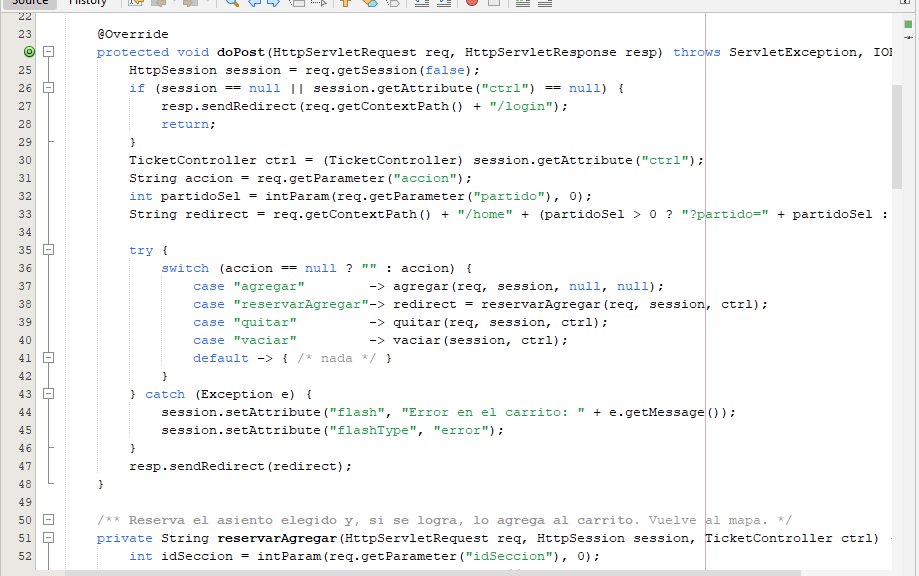 Source History
22
23 @Override
protected void doPost(HttpServletRequest req, HttpServletResponse resp) throws ServletException, IOE
25 HttpSession session = req.getSession(false);
26 if (session == null || session.getAttribute("ctrl") == null) {
27 resp.sendRedirect(req.getContextPath() + "/login");
28 return;
29 }
30 TicketController ctrl = (TicketController) session.getAttribute("ctrl");
31 String accion = req.getParameter("accion");
32 int partidoSel = intParam(req.getParameter("partido"), 0);
33 String redirect = req.getContextPath() + "/home" + (partidoSel > 0 ? "?partido=" + partidoSel :
34
35 try {
36 switch (accion == null ? "" : accion) {
37 case "agregar" -> agregar(req, session, null, null);
38 case "reservarAgregar"-> redirect = reservarAgregar(req, session, ctrl);
39 case "quitar" -> quitar(req, session, ctrl);
40 case "vaciar" -> vaciar(session, ctrl);
41 default -> { /* nada */ }
42 }
43 } catch (Exception e) {
44 session.setAttribute("flash", "Error en el carrito: " + e.getMessage());
45 session.setAttribute("flashType", "error");
46 }
47 resp.sendRedirect(redirect);
48 }
49
50 /** Reserva el asiento elegido y, si se logra, lo agrega al carrito. Vuelve al mapa. */
51 private String reservarAgregar(HttpServletRequest req, HttpSession session, TicketController ctrl)
52 int idSeccion = intParam(req.getParameter("idSeccion"), 0);